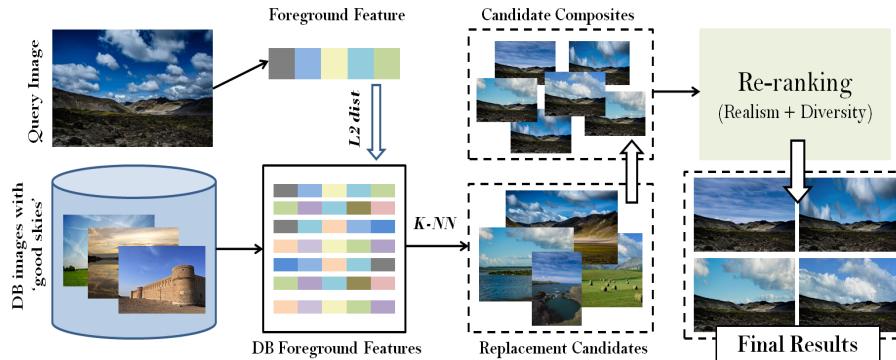 Foreground Feature
Candidate Composites
Query Image
L2 dist
Re-ranking
(Realism + Diversity)
DB images with
'good skies'
K-NN
DB Foreground Features
Replacement Candidates
Final Results